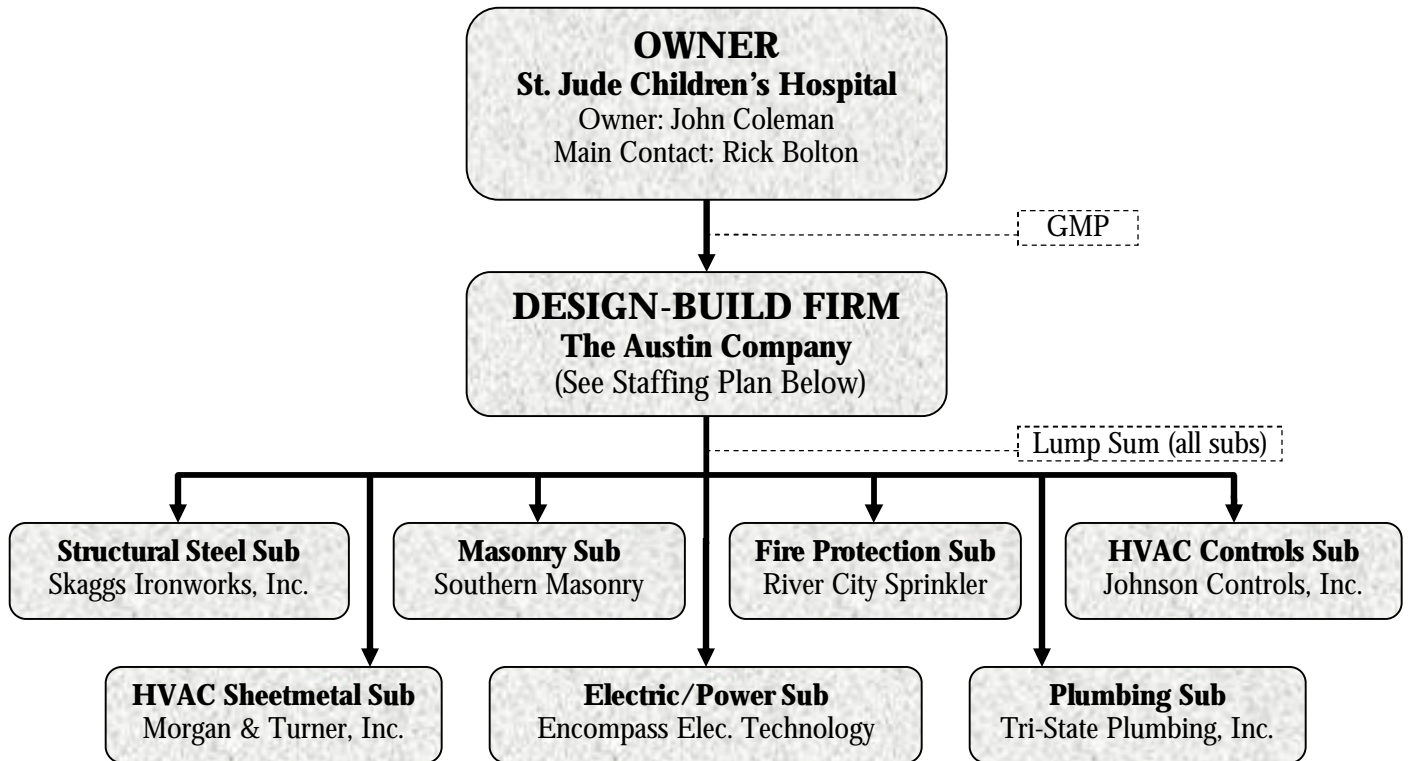 OWNER
St. Jude Children's Hospital
Owner: John Coleman
Main Contact: Rick Bolton
GMP
DESIGN-BUILD FIRM
The Austin Company
(See Staffing Plan Below)
Lump Sum (all subs)
Structural Steel Sub
Skaggs Ironworks, Inc.
Masonry Sub
Southern Masonry
Fire Protection Sub
River City Sprinkler
HVAC Controls Sub
Johnson Controls, Inc.
HVAC Sheetmetal Sub
Morgan & Turner, Inc.
Electric/Power Sub
Encompass Elec. Technology
Plumbing Sub
Tri-State Plumbing, Inc.